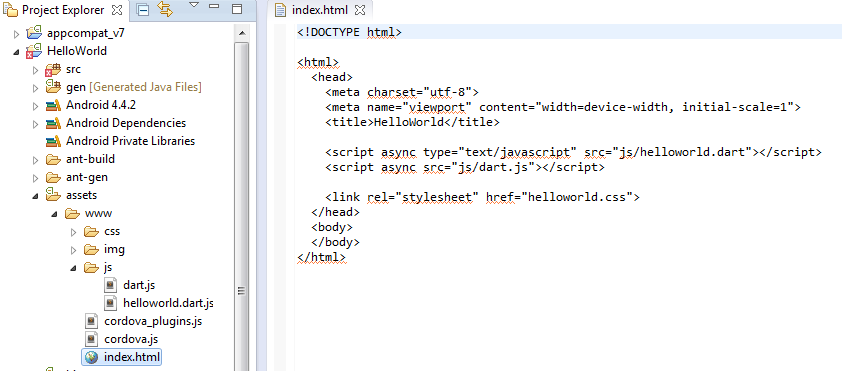 Project Explorer
appcompat_v7
HelloWorld
src
gen [Generated Java Files]
Android 4.4.2
Android Dependencies
Android Private Libraries
ant-build
ant-gen
assets
www
css
img
js
dart.js
helloworld.dart.js
cordova_plugins.js
cordova.js
index.html
index.html
<!DOCTYPE html>
<html>
<head>
<meta charset="utf-8">
<meta name="viewport" content="width=device-width, initial-scale=1">
<title>HelloWorld</title>
<script async type="text/javascript" src="js/helloworld.dart"></script>
<script async src="js/dart.js"></script>
<link rel="stylesheet" href="helloworld.css">
</head>
<body>
</body>
</html>